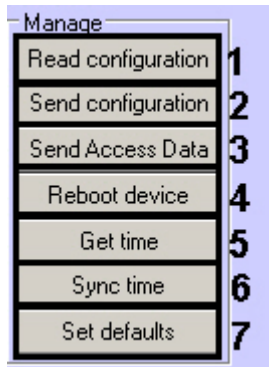 Manage
Read configuration 1
Send configuration 2
Send Access Data 3
Reboot device 4
Get time 5
Sync time 6
Set defaults 7